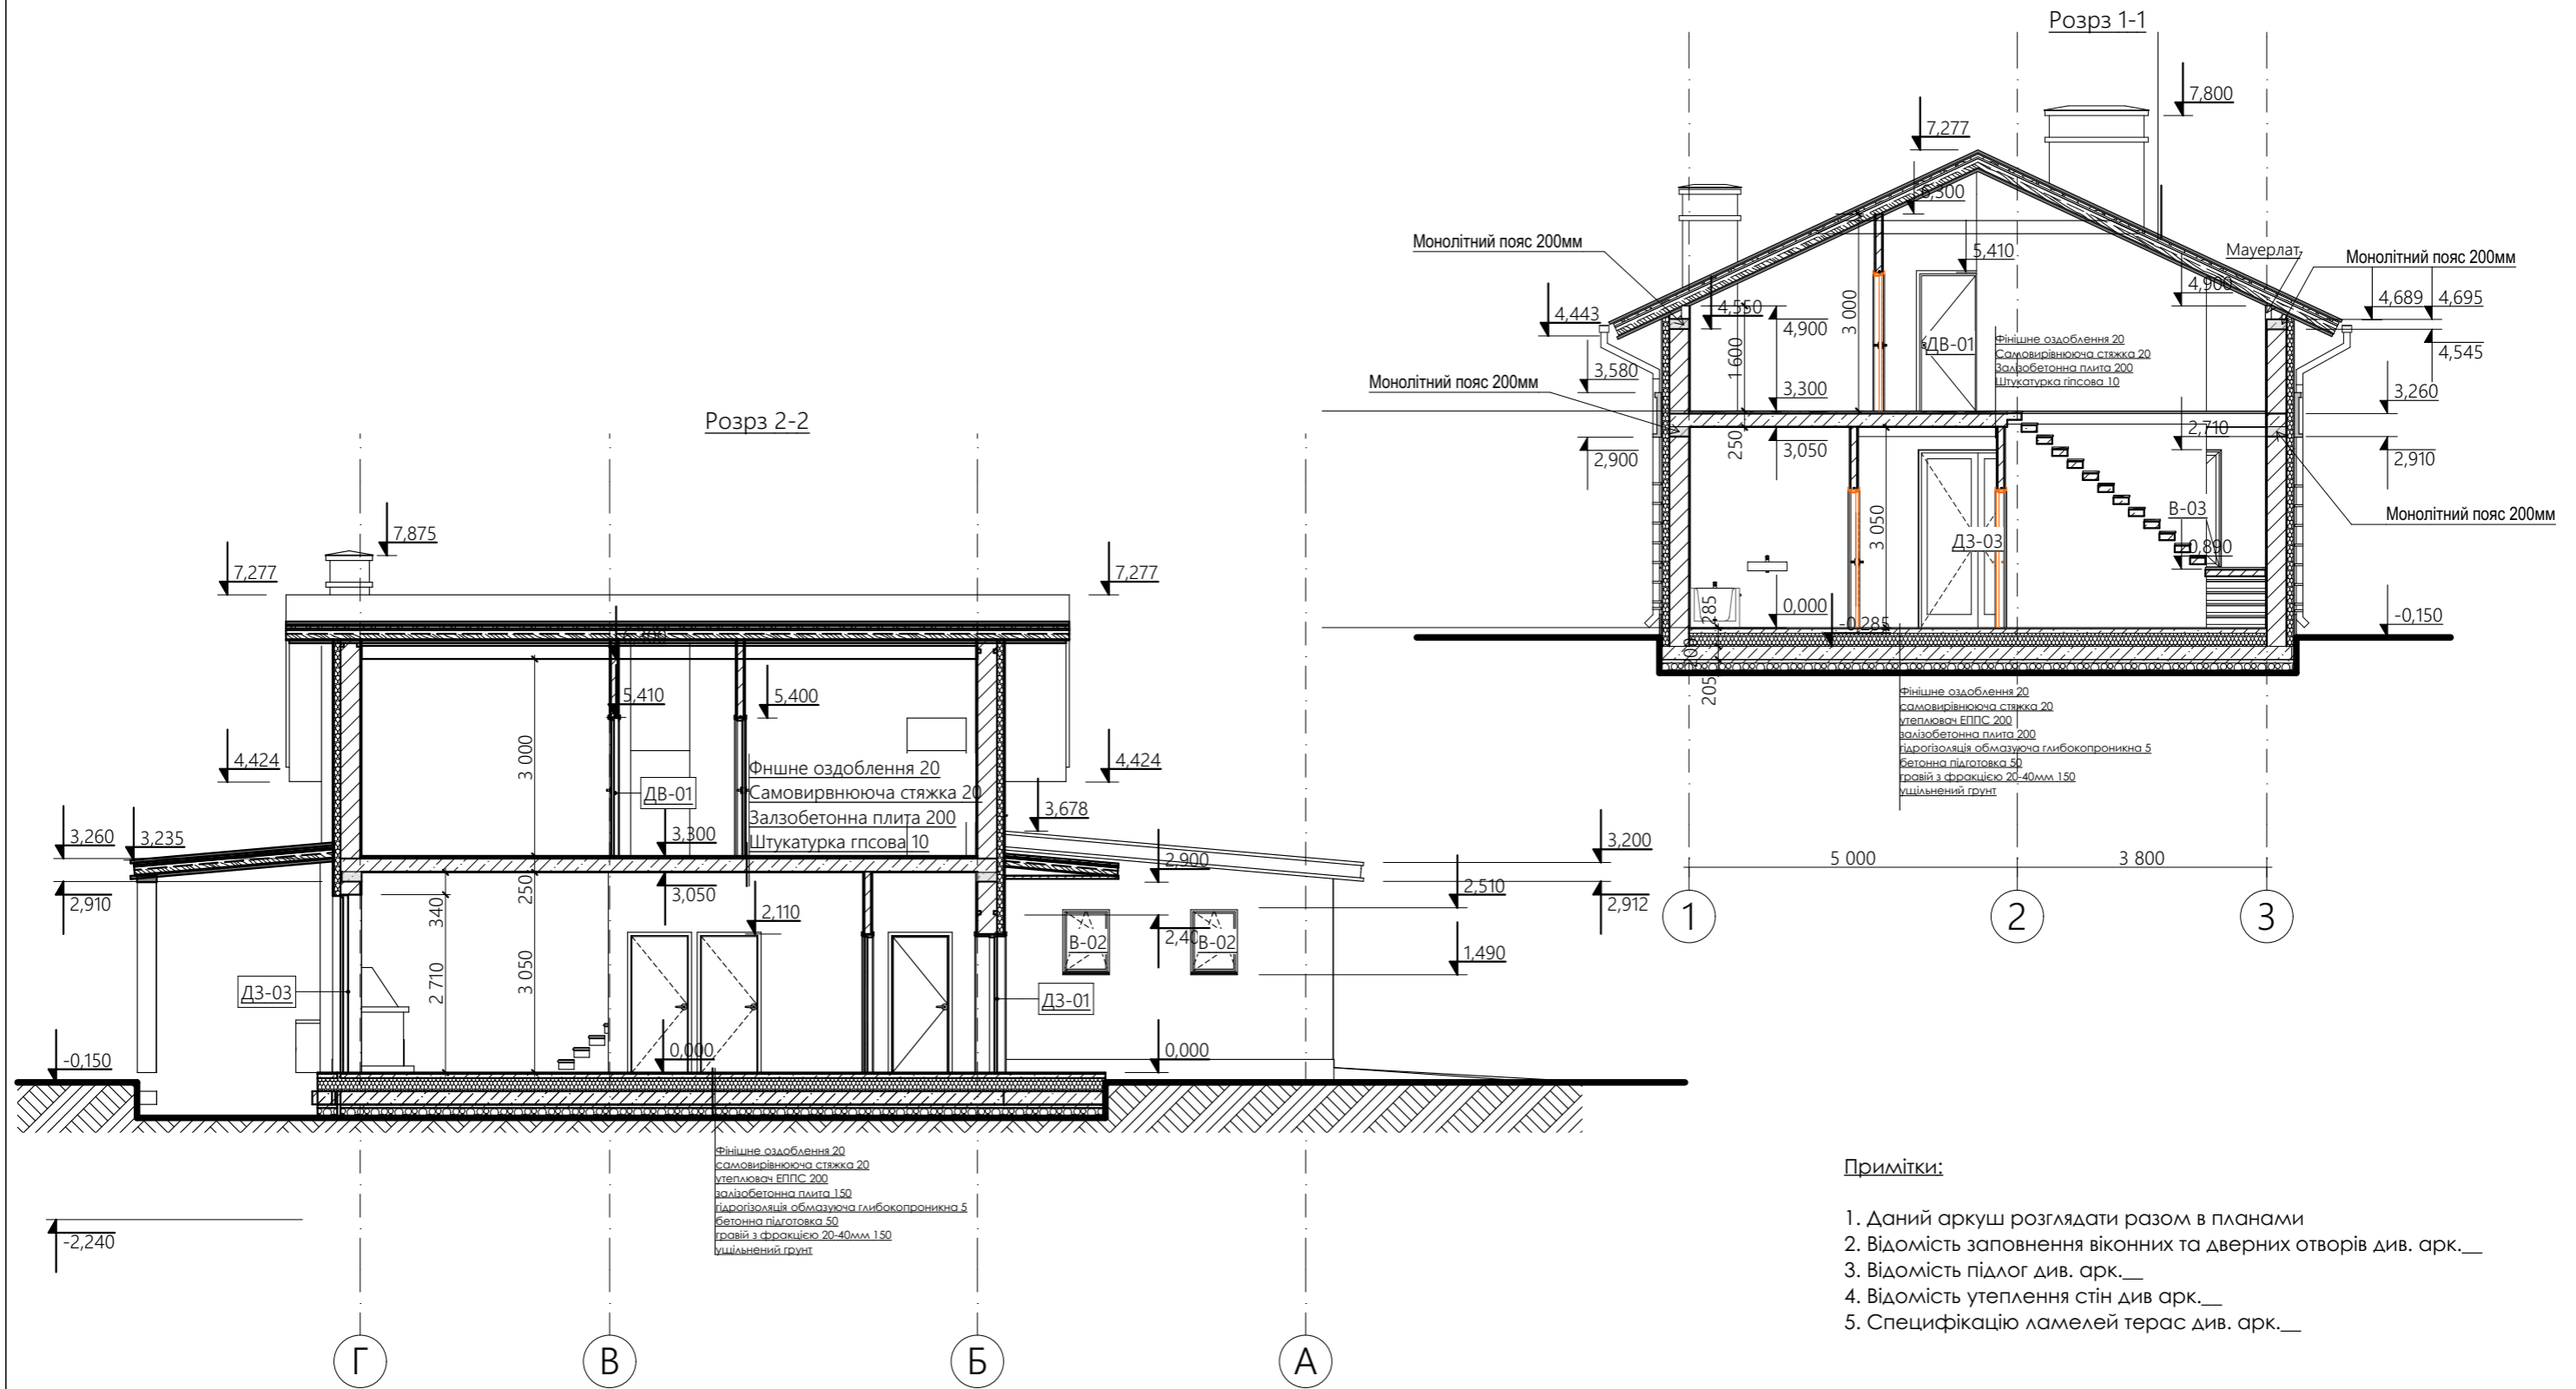 Розрз 1-1
7,800
7,277
6,300
Монолітний пояс 200мм
5,410
Мауерлат
Монолітний пояс 200мм
4,900
4,689
4,695
4,443
4,550
4,900
3 000
ДВ-01
Фінішне оздоблення 20
Самовирівнююча стяжка 20
Залізобетонна плита 200
Штукатурка гіпсова 10
4,545
1 600
3,580
Монолітний пояс 200мм
3,300
3,260
2,710
250
3,050
2,900
2,910
В-03
Монолітний пояс 200мм
3 050
ДЗ-03
0,890
285
0,000
-0,285
-0,150
200
205
Фінішне оздоблення 20
самовирівнююча стяжка 20
утеплювач ЕППС 200
залізобетонна плита 200
гідрогізоляція обмазуюча глибокопроникна 5
бетонна підготовка 50
гравій з фракцією 20-40мм 150
ущільнений грунт
5 000
3 800
1
2
3
Розрз 2-2
7,875
7,277
7,277
6,300
5,410
5,400
3 000
4,424
4,424
Фншне оздоблення 20
Самовирвнююча стяжка 20
Залзобетонна плита 200
Штукатурка гпсова 10
ДВ-01
3,678
3,260
3,235
3,300
3,200
2,900
250
3,050
2,510
2,910
340
2,110
2,912
2,40
В-02
В-02
1,490
2 710
3 050
ДЗ-03
ДЗ-01
-0,150
0,000
0,000
Фінішне оздоблення 20
самовирівнююча стяжка 20
утеплювач ЕППС 200
залізобетонна плита 150
гідрогізоляція обмазуюча глибокопроникна 5
бетонна підготовка 50
гравій з фракцією 20-40мм 150
ущільнений грунт
-2,240
Г
В
Б
А
Примітки:
1. Даний аркуш розглядати разом в планами
2. Відомість заповнення віконних та дверних отворів див. арк.__
3. Відомість підлог див. арк.__
4. Відомість утеплення стін див арк.__
5. Специфікацію ламелей терас див. арк.__